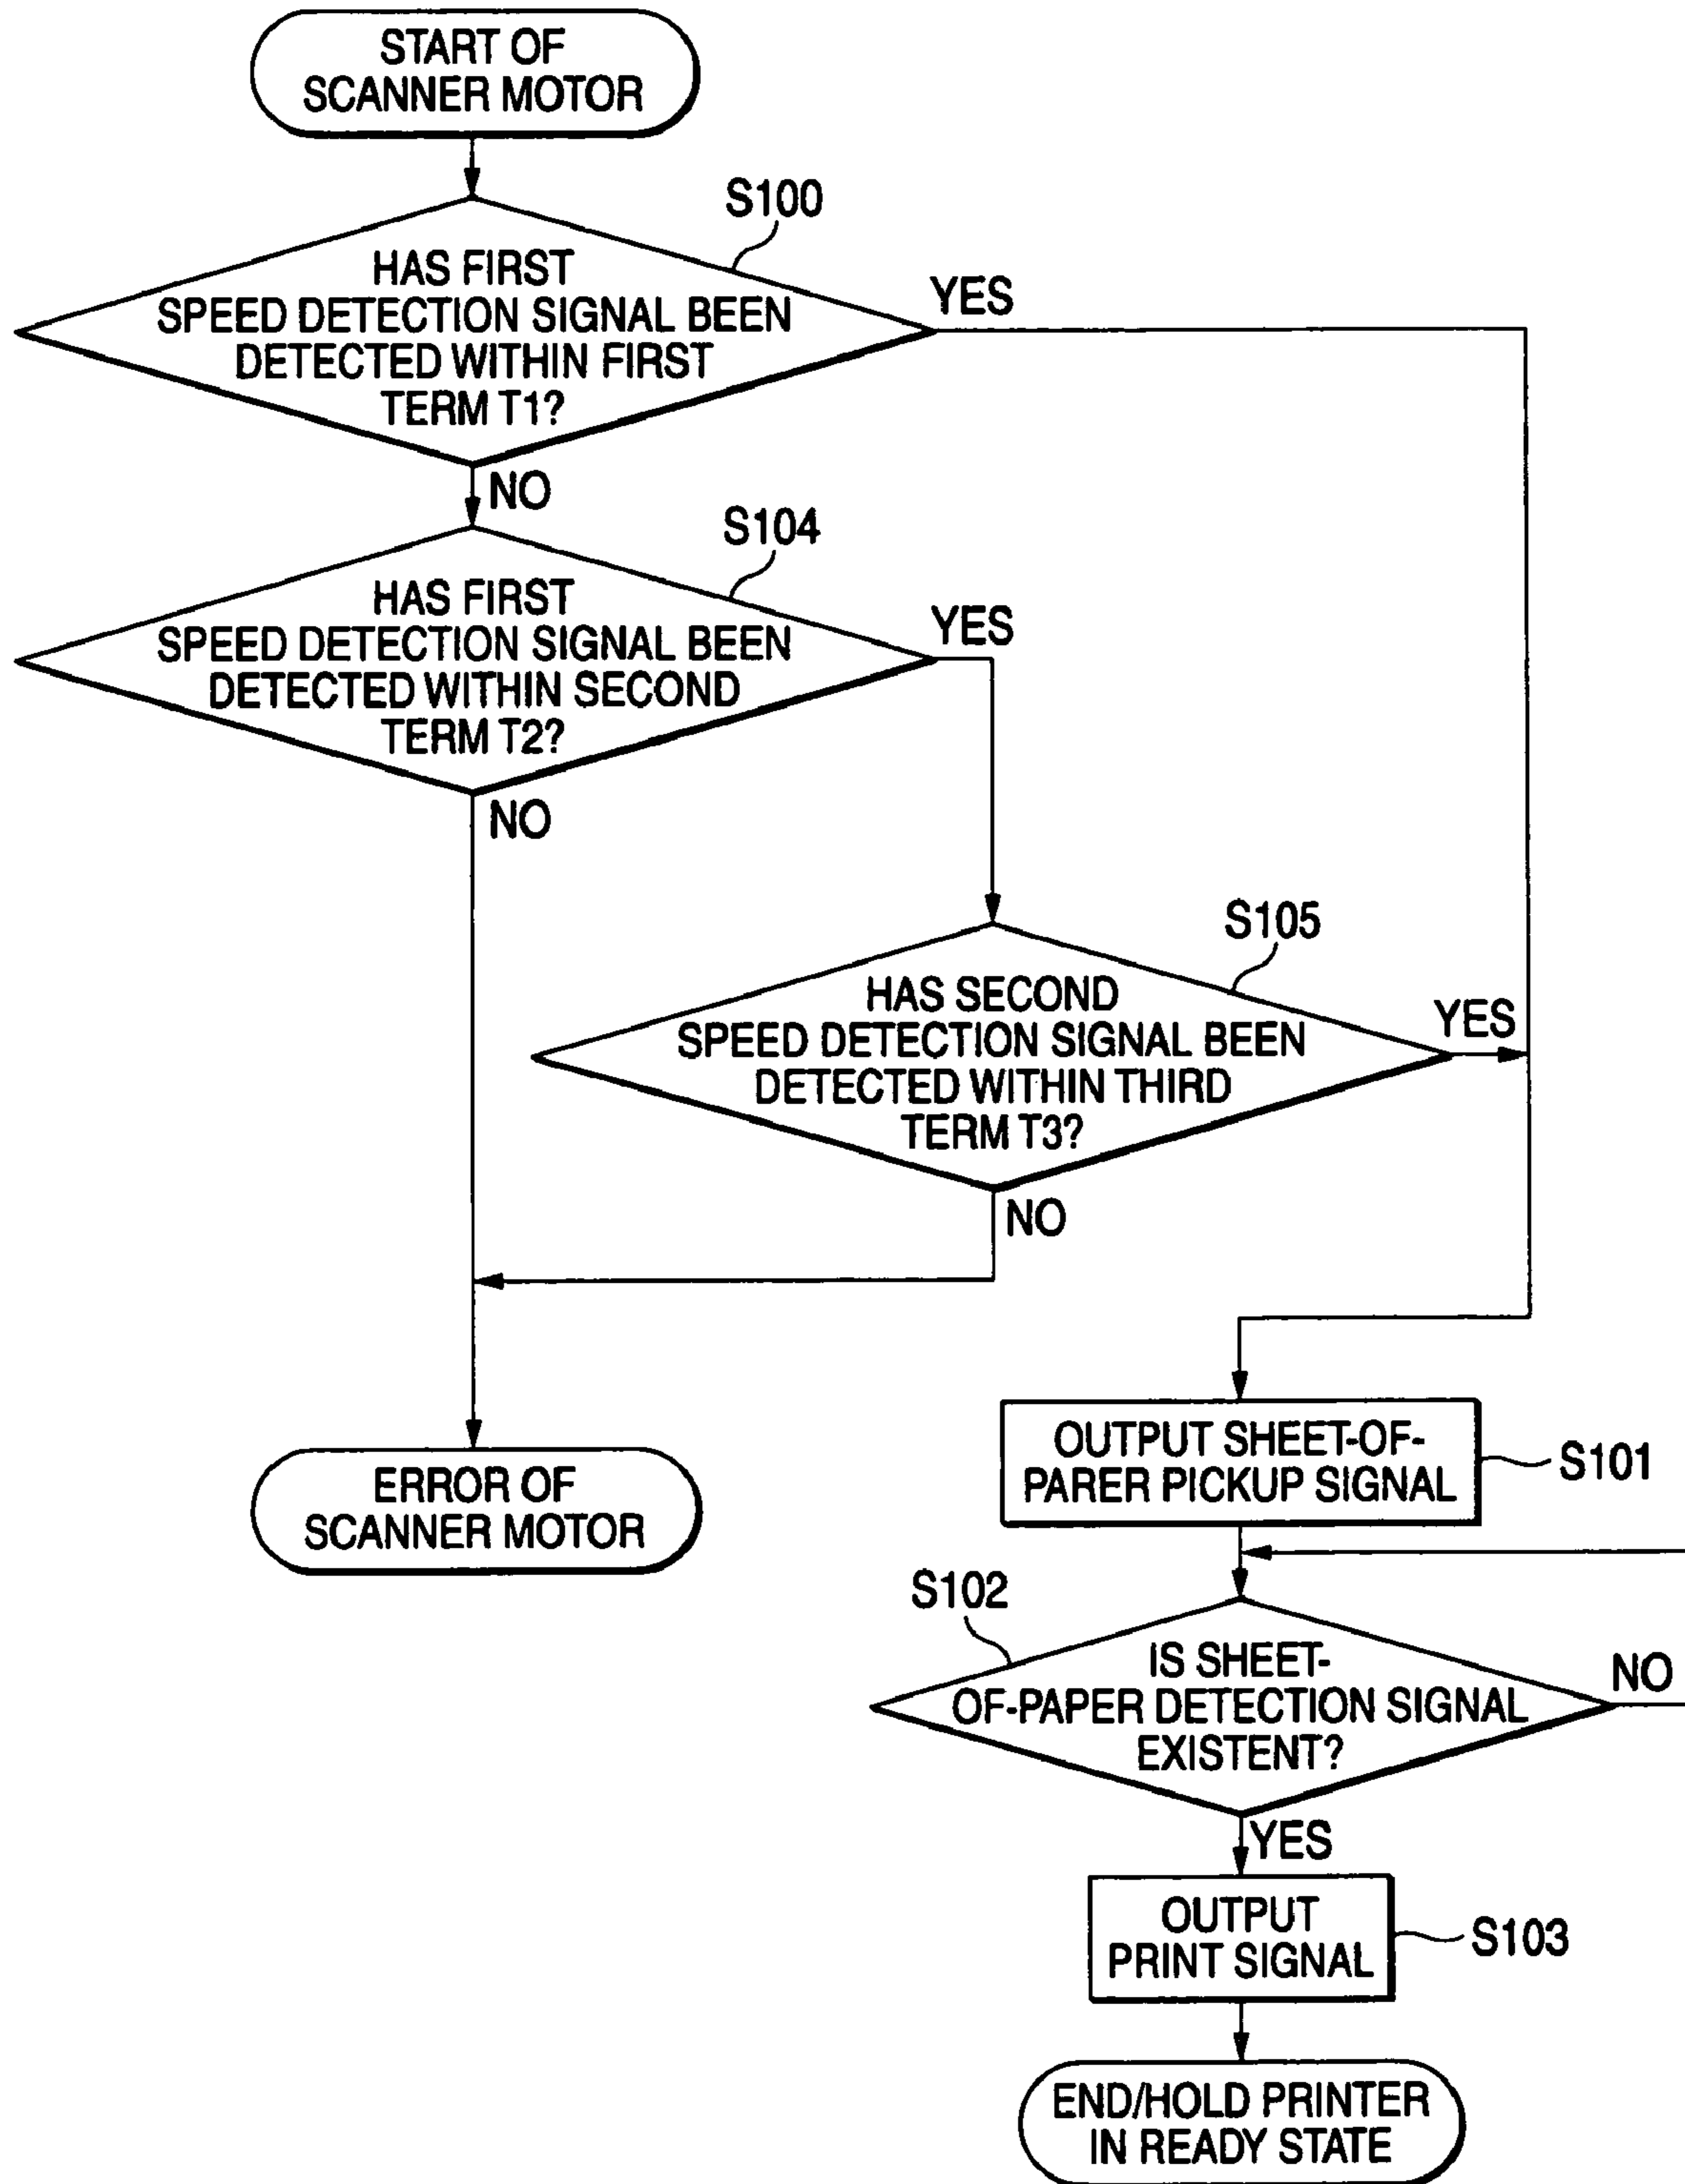 START OF
SCANNER MOTOR
S100
HAS FIRST
SPEED DETECTION SIGNAL BEEN
DETECTED WITHIN FIRST
TERM T1?
YES
NO
S104
HAS FIRST
SPEED DETECTION SIGNAL BEEN
DETECTED WITHIN SECOND
TERM T2?
YES
NO
S105
HAS SECOND
SPEED DETECTION SIGNAL BEEN
DETECTED WITHIN THIRD
TERM T3?
YES
NO
ERROR OF
SCANNER MOTOR
OUTPUT SHEET-OF-
PARER PICKUP SIGNAL
S101
S102
IS SHEET-
OF-PAPER DETECTION SIGNAL
EXISTENT?
NO
YES
OUTPUT
PRINT SIGNAL
S103
END/HOLD PRINTER
IN READY STATE